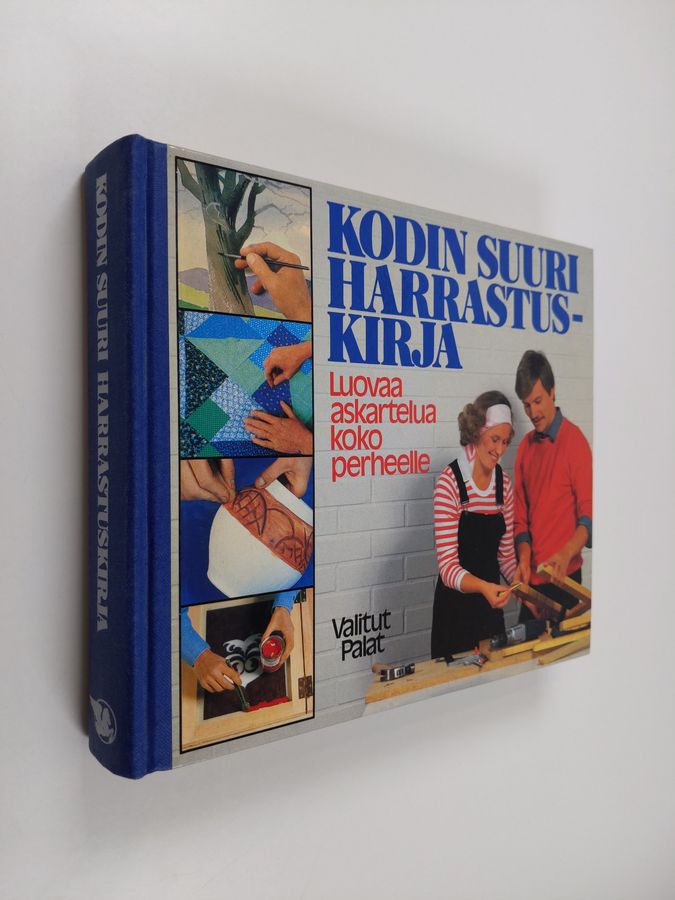 KODIN SUURI HARRASTUSKIRJA
KODIN SUURI
HARRASTUS-
KIRJA
Luovaa
askartelua
koko
perheelle
Valitut
Palat